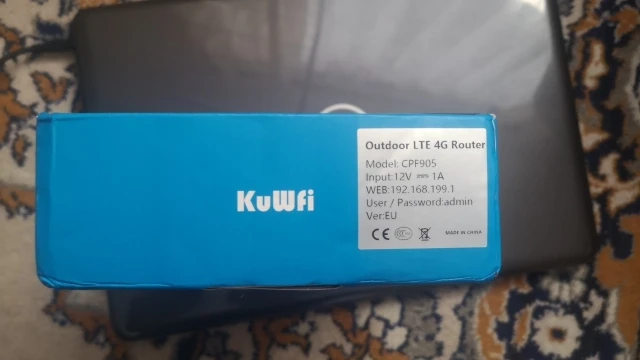 KuWfi
Outdoor LTE 4G Router
Model: CPF905
Input:12V ⎓ 1A
WEB:192.168.199.1
User / Password:admin
Ver:EU
CE
MADE IN CHINA